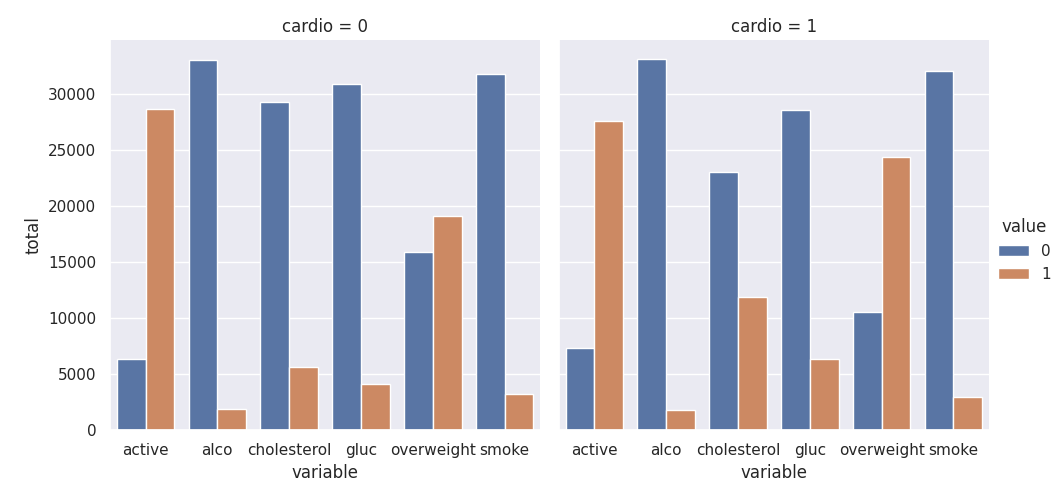 cardio = 0
cardio = 1
total
30000
25000
20000
15000
10000
5000
0
active alco cholesterol gluc overweight smoke
variable
active alco cholesterol gluc overweight smoke
variable
value
0
1